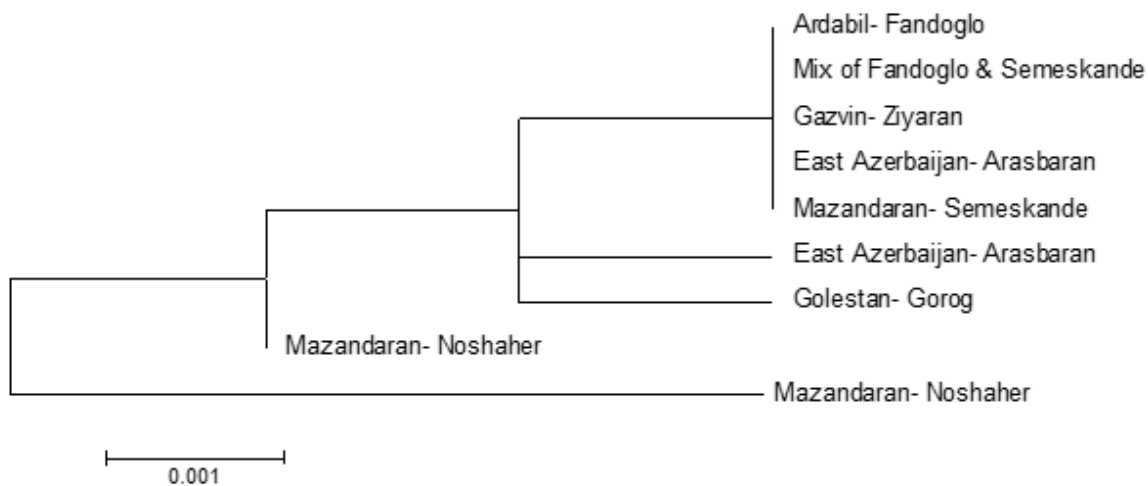 Ardabil- Fandoglo
Mix of Fandoglo & Semeskande
Gazvin- Ziyaran
East Azerbaijan- Arasbaran
Mazandaran- Semeskande
East Azerbaijan- Arasbaran
Golestan- Gorog
Mazandaran- Noshaher
Mazandaran- Noshaher
0.001